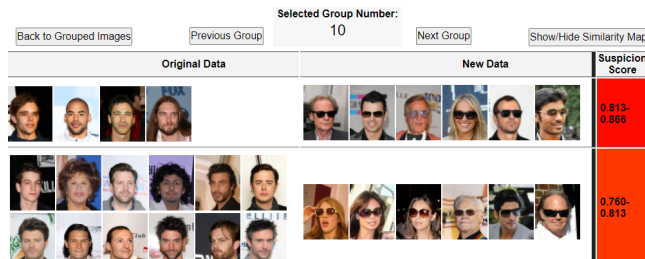 Selected Group Number:
10
Back to Grouped Images
Previous Group
Next Group
Show/Hide Similarity Map
Original Data
New Data
Suspicion
Score
0.813-
0.866
0.760-
0.813